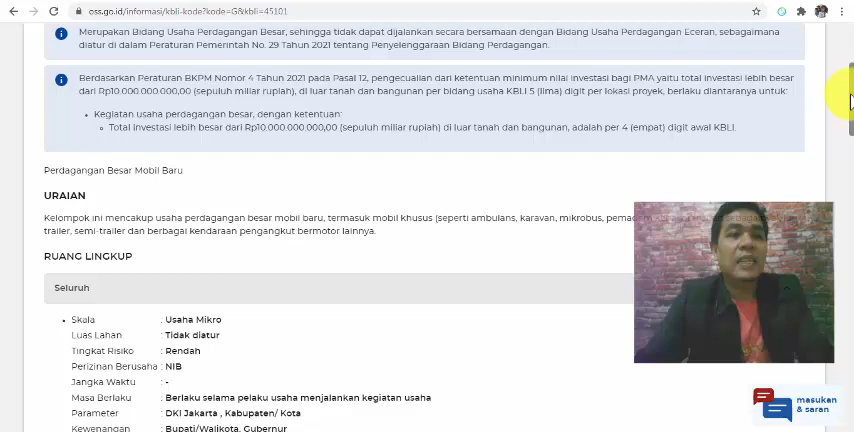 oss.go.id/informasi/kbli-kode?kode=G&kbli=45101
Merupakan Bidang Usaha Perdagangan Besar, sehingga tidak dapat dijalankan secara bersamaan dengan Bidang Usaha Perdagangan Eceran, sebagaimana
diatur di dalam Peraturan Pemerintah No. 29 Tahun 2021 tentang Penyelenggaraan Bidang Perdagangan.
Berdasarkan Peraturan BKPM Nomor 4 Tahun 2021 pada Pasal 12, pengecualian dari ketentuan minimum nilai investasi bagi PMA yaitu total investasi lebih besar
dari Rp10.000.000.000,00 (sepuluh miliar rupiah), di luar tanah dan bangunan per bidang usaha KBLI 5 (lima) digit per lokasi proyek, berlaku diantaranya untuk:
• Kegiatan usaha perdagangan besar, dengan ketentuan:
Total investasi lebih besar dari Rp10.000.000.000,00 (sepuluh miliar rupiah) di luar tanah dan bangunan, adalah per 4 (empat) digit awal KBLI.
Perdagangan Besar Mobil Baru
URAIAN
Kelompok ini mencakup usaha perdagangan besar mobil baru, termasuk mobil khusus (seperti ambulans, karavan, mikrobus,
trailer, semi-trailer dan berbagai kendaraan pengangkut bermotor lainnya.
RUANG LINGKUP
Seluruh
• Skala : Usaha Mikro
Luas Lahan : Tidak diatur
Tingkat Risiko : Rendah
Perizinan Berusaha : NIB
Jangka Waktu : -
Masa Berlaku : Berlaku selama pelaku usaha menjalankan kegiatan usaha
Parameter : DKI Jakarta , Kabupaten/ Kota
Kewenangan : Bupati/Walikota, Gubernur
masukan
& saran